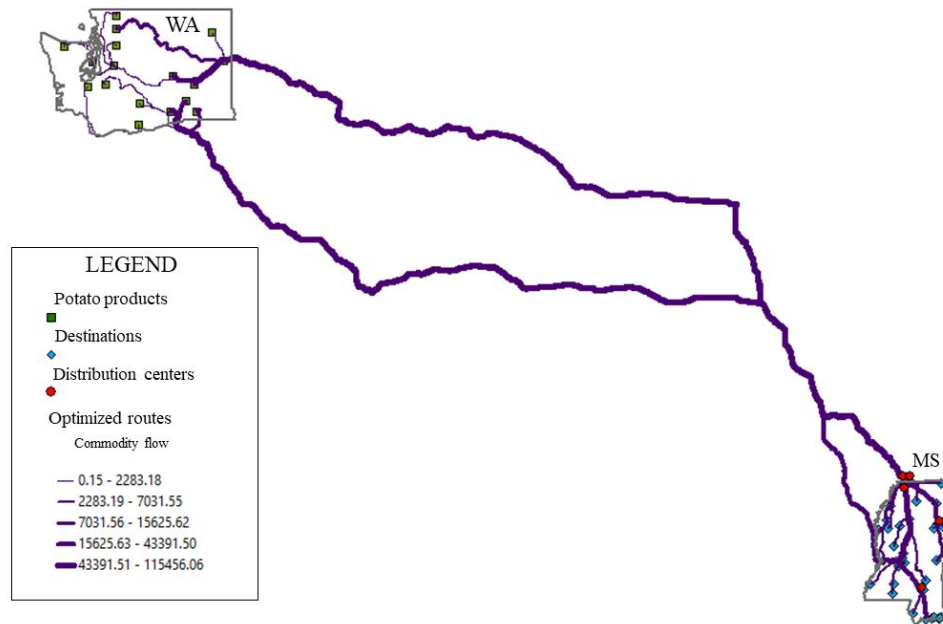 WA
LEGEND
Potato products
Destinations
Distribution centers
Optimized routes
Commodity flow
0.15 - 2283.18
2283.19 - 7031.55
7031.56 - 15625.62
15625.63 - 43391.50
43391.51 - 115456.06
MS